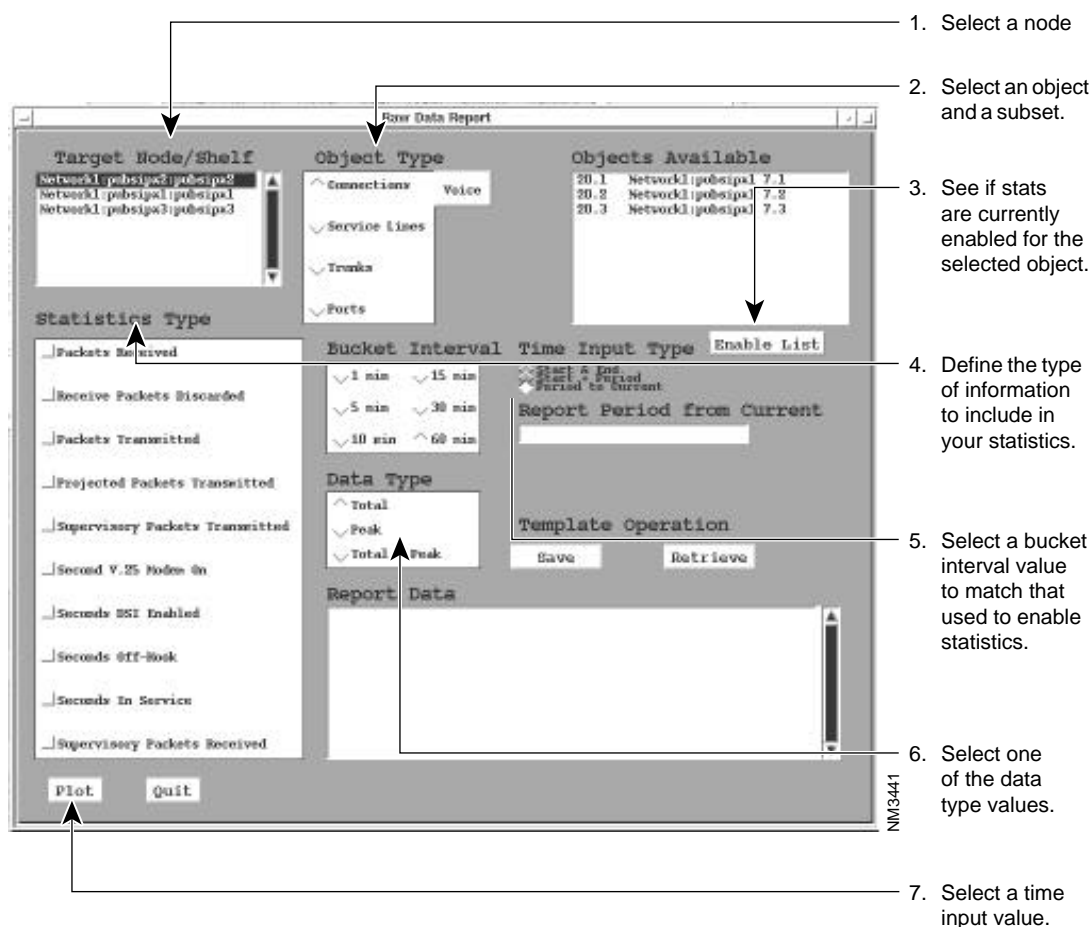 1. Select a node
2. Select an object
and a subset.
Raw Data Report
Target Node/Shelf
Network1:pubsipx2:pubsipx2
Network1:pubsipx1:pubsipx1
Network1:pubsipx3:pubsipx3
Object Type
Connections Voice
Service Lines
Trunks
Ports
Objects Available
20.1 Network1:pubsipx1 7.1
20.2 Network1:pubsipx1 7.2
20.3 Network1:pubsipx1 7.3
Enable List
3. See if stats
are currently
enabled for the
selected object.
Statistics Type
Packets Received
Receive Packets Discarded
Packets Transmitted
Projected Packets Transmitted
Supervisory Packets Transmitted
Second V.25 Modem On
Seconds DSI Enabled
Seconds Off-Hook
Seconds In Service
Supervisory Packets Received
Bucket Interval
1 min 15 min
5 min 30 min
10 min 60 min
Time Input Type
Start & End
Start + Period
Period to Current
Report Period from Current
4. Define the type
of information
to include in
your statistics.
Data Type
Total
Peak
Total Peak
Template Operation
Save Retrieve
5. Select a bucket
interval value
to match that
used to enable
statistics.
Report Data
6. Select one
of the data
type values.
Plot Quit
NM3441
7. Select a time
input value.